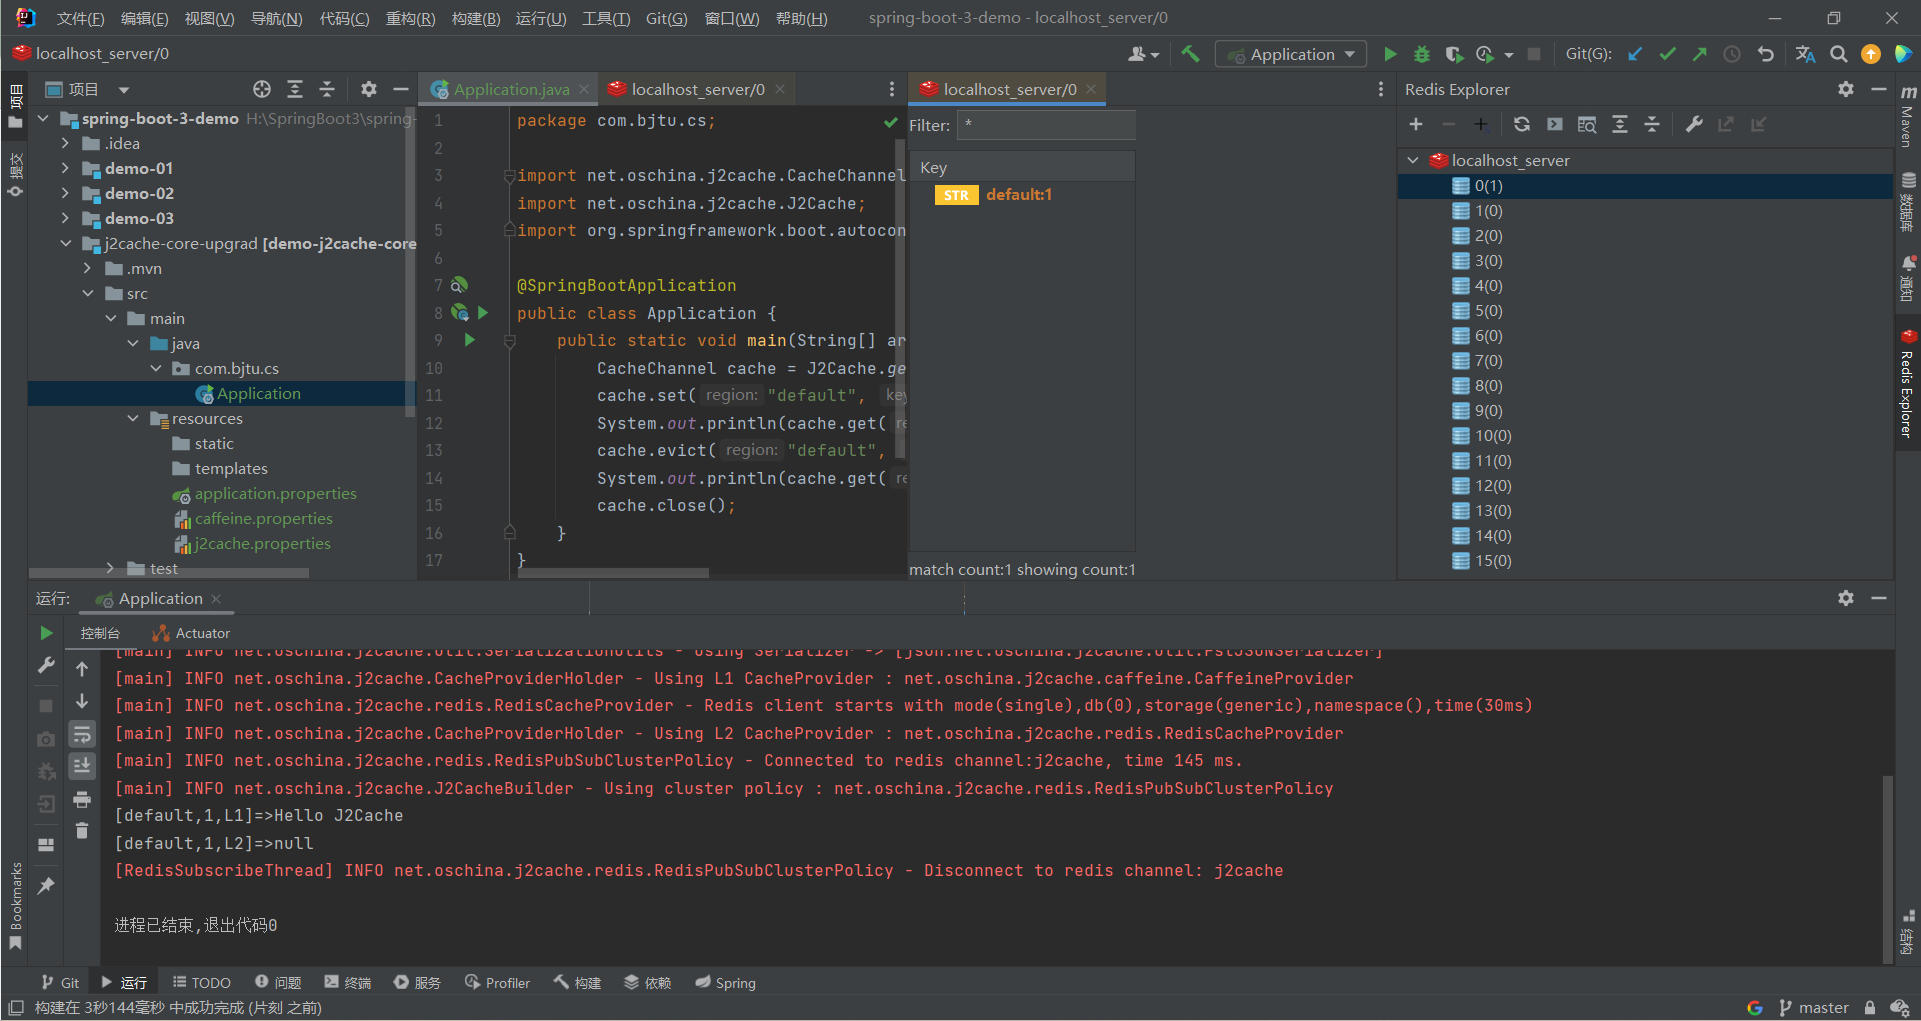 文件(F) 编辑(E) 视图(V) 导航(N) 代码(C) 重构(R) 构建(B) 运行(U) 工具(T) Git(G) 窗口(W) 帮助(H) spring-boot-3-demo - localhost_server/0
localhost_server/0
Application
Git(G):
项目
提交
Bookmarks
项目
spring-boot-3-demo H:\SpringBoot3\spring-
.idea
demo-01
demo-02
demo-03
j2cache-core-upgrad [demo-j2cache-core
.mvn
src
main
java
com.bjtu.cs
Application
resources
static
templates
application.properties
caffeine.properties
j2cache.properties
test
Application.java
localhost_server/0
1 package com.bjtu.cs;
2
3 import net.oschina.j2cache.CacheChannel
4 import net.oschina.j2cache.J2Cache;
5 import org.springframework.boot.autocon
6
7 @SpringBootApplication
8 public class Application {
9 public static void main(String[] ar
10 CacheChannel cache = J2Cache.ge
11 cache.set( region: "default", key
12 System.out.println(cache.get( re
13 cache.evict( region: "default",
14 System.out.println(cache.get( re
15 cache.close();
16 }
17 }
localhost_server/0
Filter: *
Key
STR default:1
match count:1 showing count:1
Redis Explorer
localhost_server
0(1)
1(0)
2(0)
3(0)
4(0)
5(0)
6(0)
7(0)
8(0)
9(0)
10(0)
11(0)
12(0)
13(0)
14(0)
15(0)
Maven
数据库
通知
Redis Explorer
结构
运行: Application
控制台 Actuator
[main] INFO net.oschina.j2cache.util.SerializationUtils - Using Serializer -> [json:net.oschina.j2cache.util.FstJSONSerializer]
[main] INFO net.oschina.j2cache.CacheProviderHolder - Using L1 CacheProvider : net.oschina.j2cache.caffeine.CaffeineProvider
[main] INFO net.oschina.j2cache.redis.RedisCacheProvider - Redis client starts with mode(single),db(0),storage(generic),namespace(),time(30ms)
[main] INFO net.oschina.j2cache.CacheProviderHolder - Using L2 CacheProvider : net.oschina.j2cache.redis.RedisCacheProvider
[main] INFO net.oschina.j2cache.redis.RedisPubSubClusterPolicy - Connected to redis channel:j2cache, time 145 ms.
[main] INFO net.oschina.j2cache.J2CacheBuilder - Using cluster policy : net.oschina.j2cache.redis.RedisPubSubClusterPolicy
[default,1,L1]=>Hello J2Cache
[default,1,L2]=>null
[RedisSubscribeThread] INFO net.oschina.j2cache.redis.RedisPubSubClusterPolicy - Disconnect to redis channel: j2cache
进程已结束,退出代码0
Git 运行 TODO 问题 终端 服务 Profiler 构建 依赖 Spring
构建在 3秒144毫秒 中成功完成 (片刻 之前)
master